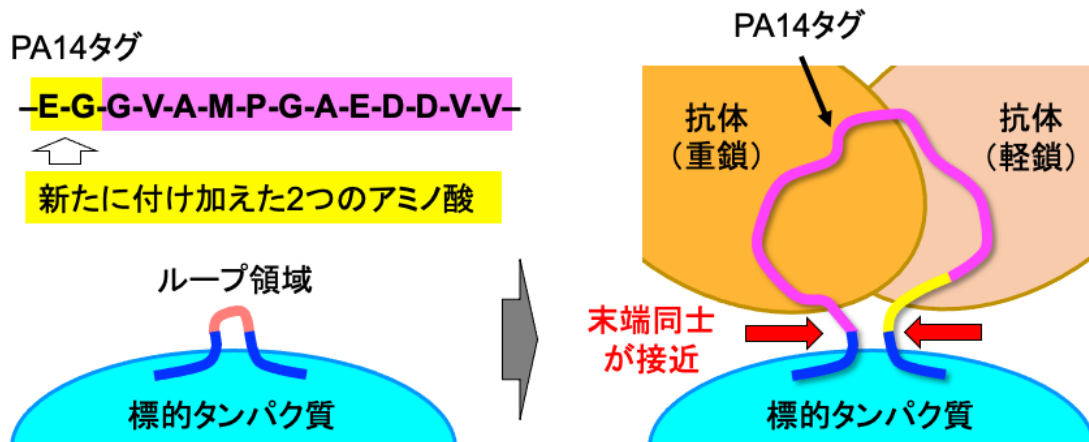 PA14タグ
–E-G-G-V-A-M-P-G-A-E-D-D-V-V–
新たに付け加えた2つのアミノ酸
ループ領域
標的タンパク質
PA14タグ
抗体
（重鎖）
抗体
（軽鎖）
末端同士
が接近
標的タンパク質